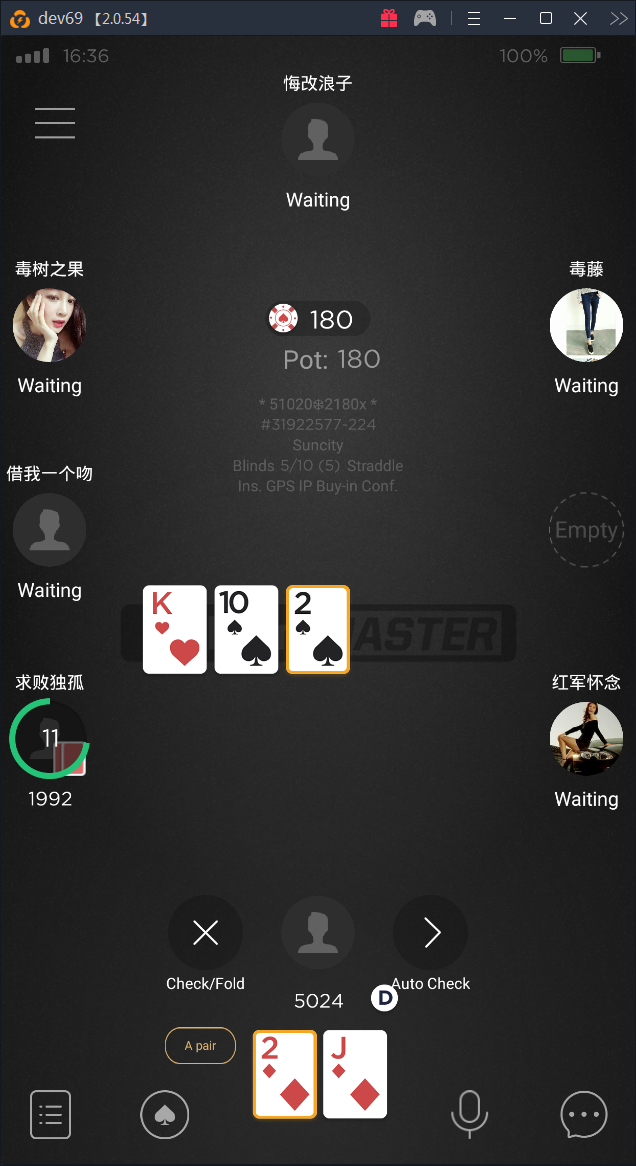 dev69 【2.0.54】
16:36
100%
悔改浪子
Waiting
毒树之果
毒藤
180
Waiting
Pot: 180
Waiting
* 51020❄2180x *
#31922577-224
Suncity
Blinds 5/10 (5) Straddle
Ins. GPS IP Buy-in Conf.
借我一个吻
Empty
Waiting
K
10
2
ASTER
求败独孤
红军怀念
11
1992
Waiting
Check/Fold
Auto Check
5024
D
A pair
2
J